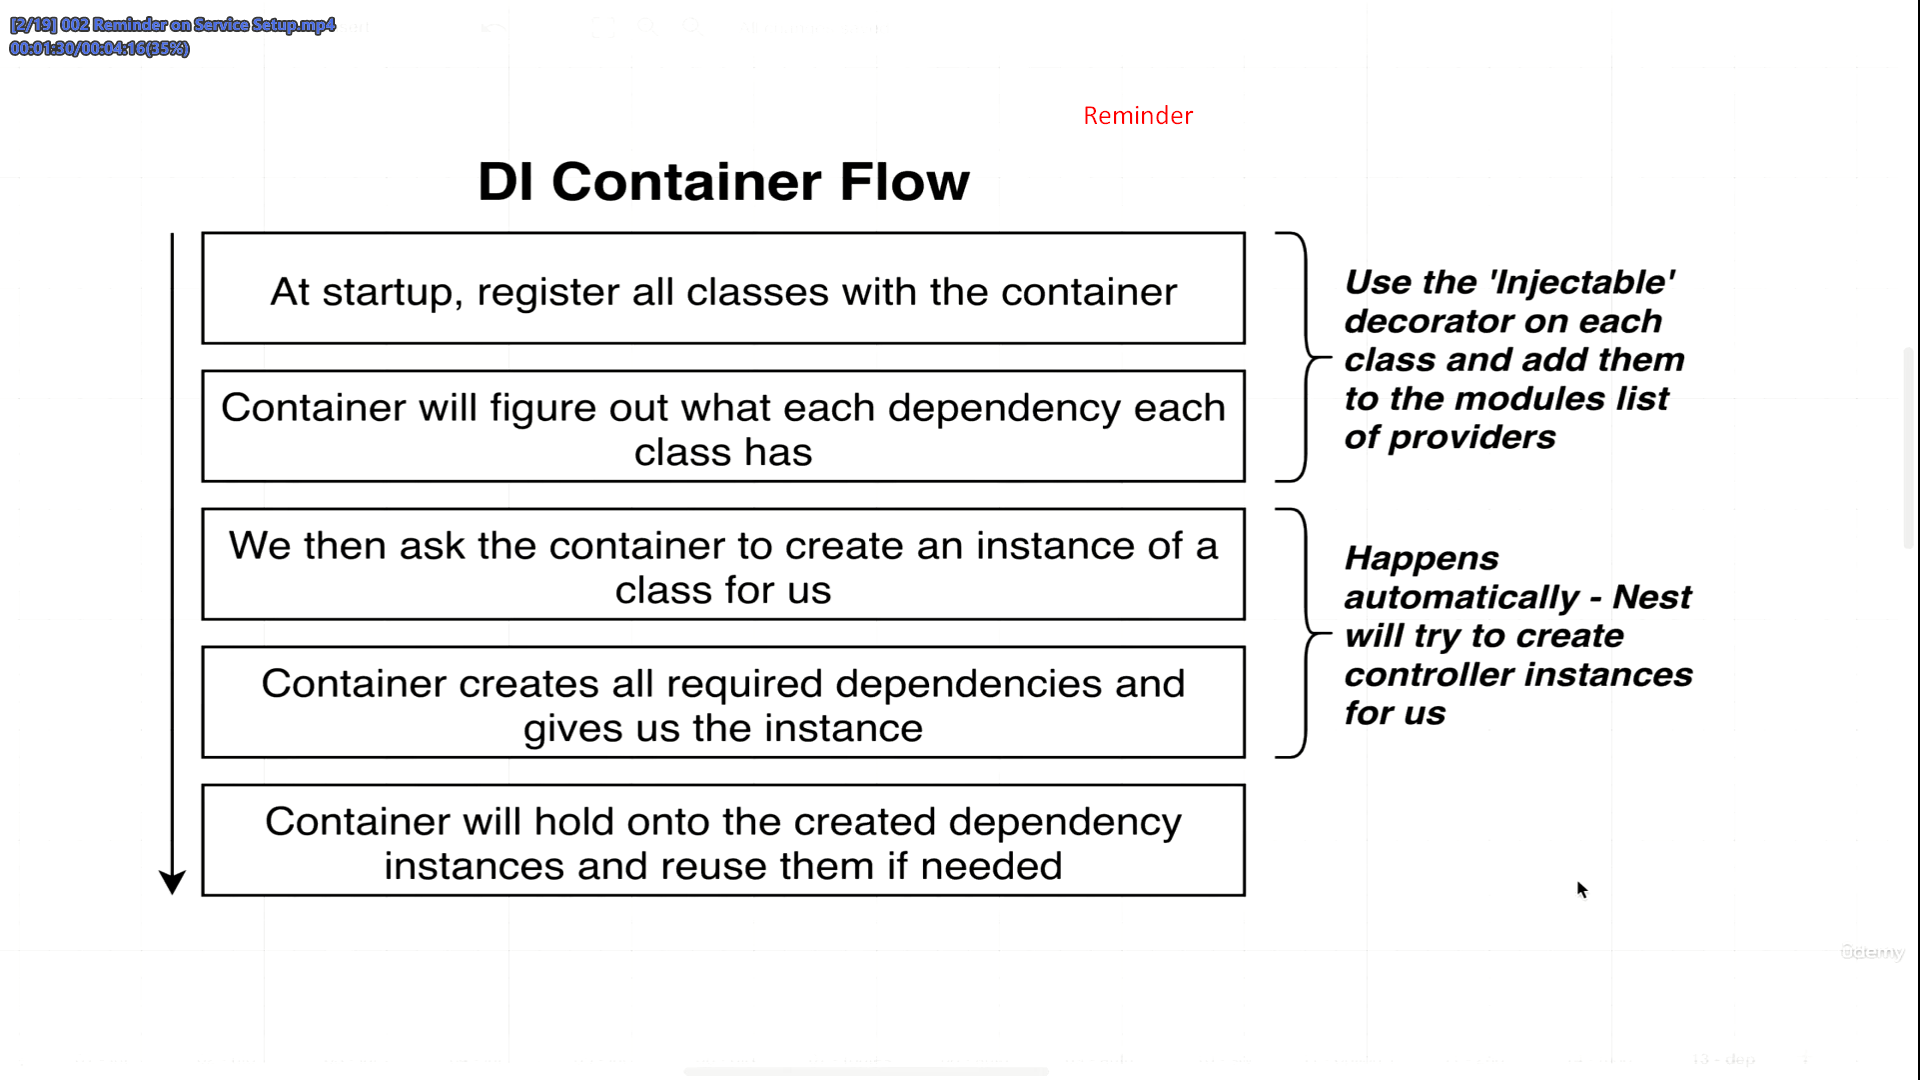 [2/19] 002 Reminder on Service Setup.mp4
00:01:30/00:04:16(35%)
Reminder
DI Container Flow
At startup, register all classes with the container
Container will figure out what each dependency each
class has
We then ask the container to create an instance of a
class for us
Container creates all required dependencies and
gives us the instance
Container will hold onto the created dependency
instances and reuse them if needed
Use the 'Injectable'
decorator on each
class and add them
to the modules list
of providers
Happens
automatically - Nest
will try to create
controller instances
for us
Udemy
13 - dep